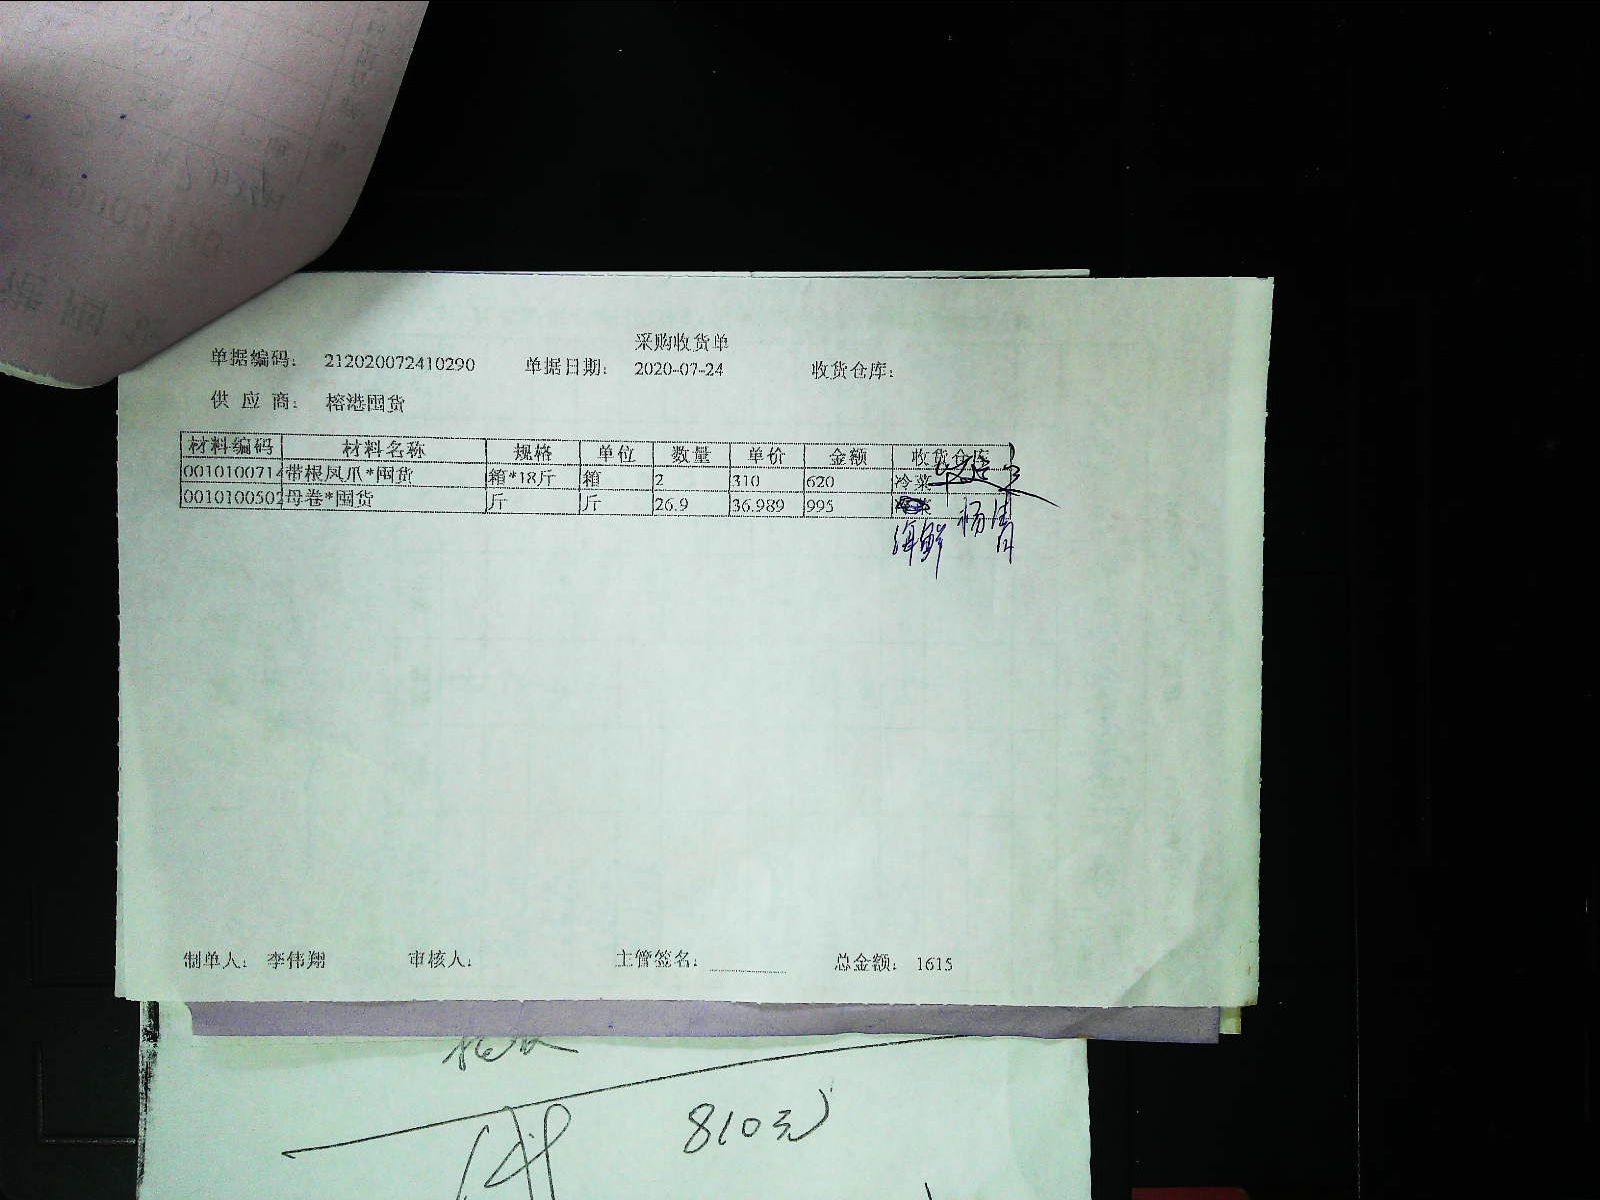 采购收货单
单据编码： 212020072410290 单据日期： 2020-07-24 收货仓库：
供 应 商： 榕港囤货
材料编码 材料名称 规格 单位 数量 单价 金额 收货仓库
0010100714 带根凤爪*囤货 箱*18斤 箱 2 310 620 冷菜
0010100502 母卷*囤货 斤 斤 26.9 36.989 995
海鲜
制单人： 李伟翔 审核人： 主管签名： 总金额： 1615
810元